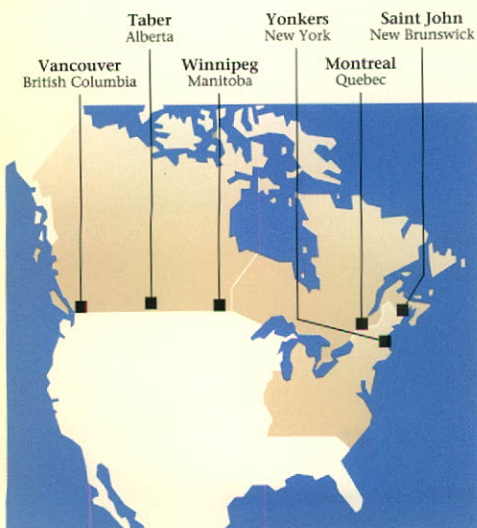 Taber
Alberta
Yonkers
New York
Saint John
New Brunswick
Vancouver
British Columbia
Winnipeg
Manitoba
Montreal
Quebec